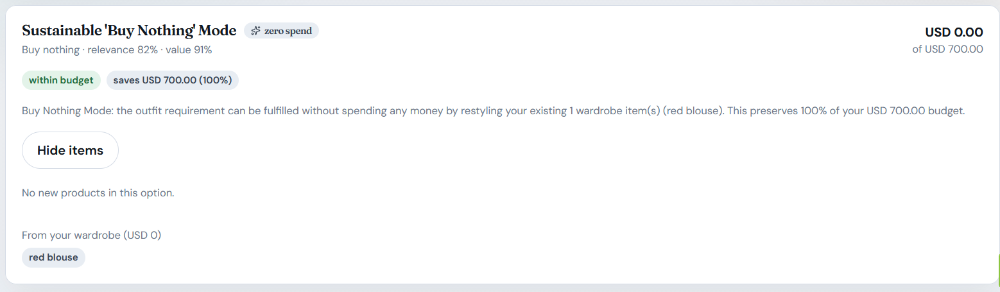 Sustainable 'Buy Nothing' Mode zero spend
USD 0.00
Buy nothing · relevance 82% · value 91%
of USD 700.00
within budget saves USD 700.00 (100%)
Buy Nothing Mode: the outfit requirement can be fulfilled without spending any money by restyling your existing 1 wardrobe item(s) (red blouse). This preserves 100% of your USD 700.00 budget.
Hide items
No new products in this option.
From your wardrobe (USD 0)
red blouse